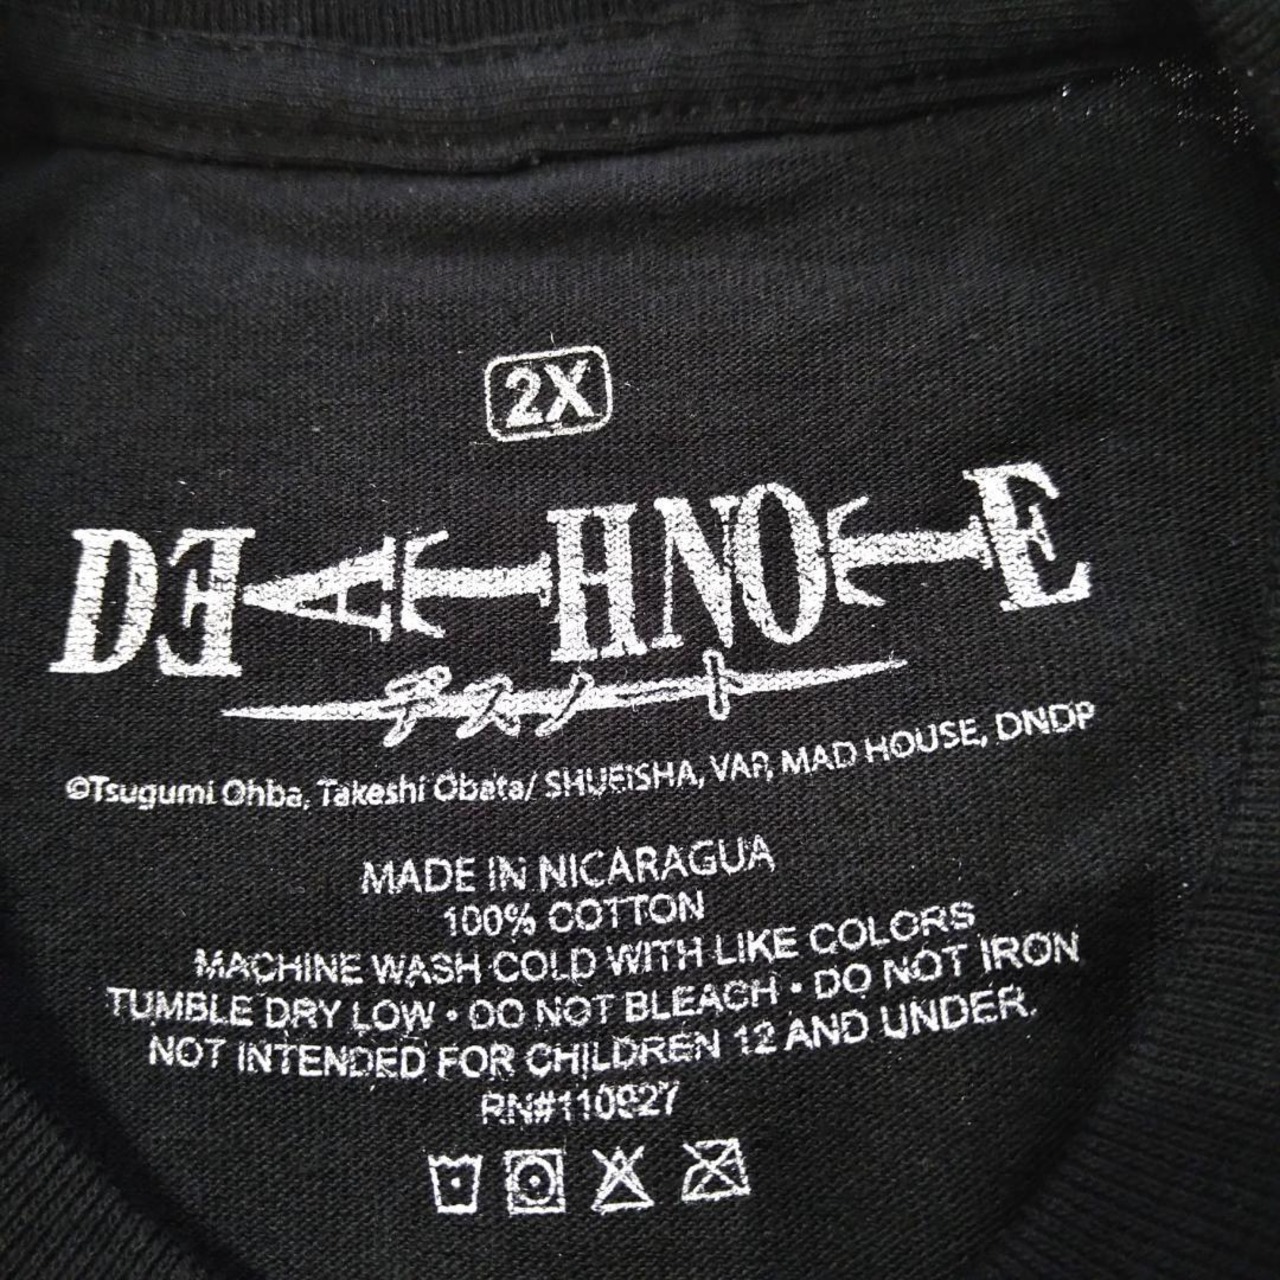 2X
DEATH NOTE
デスノート
©Tsugumi Ohba, Takeshi Obata/ SHUEISHA, VAP, MAD HOUSE, DNDP
MADE IN NICARAGUA
100% COTTON
MACHINE WASH COLD WITH LIKE COLORS
TUMBLE DRY LOW • DO NOT BLEACH • DO NOT IRON
NOT INTENDED FOR CHILDREN 12 AND UNDER.
RN#110927